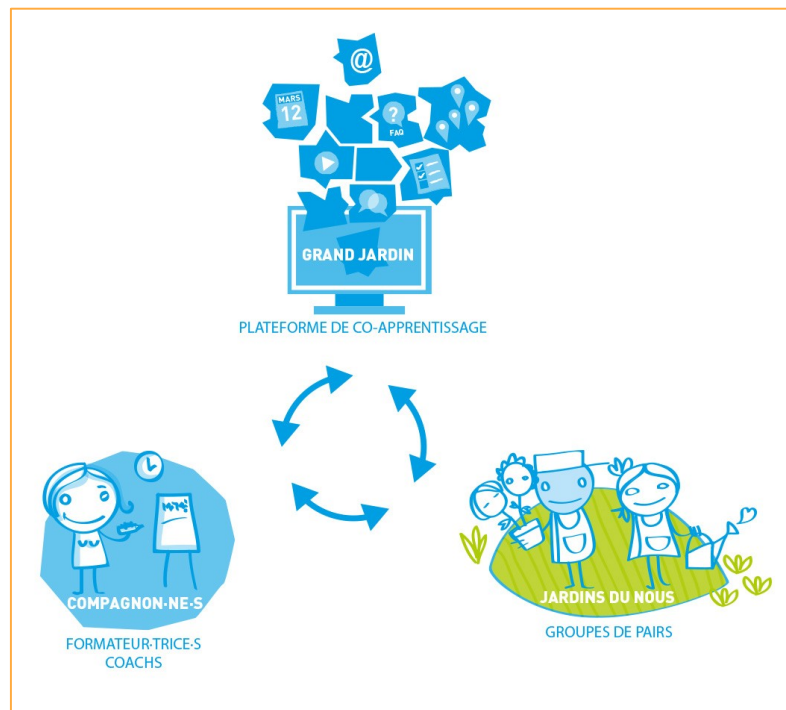 @
MARS
12
?
FAQ
GRAND JARDIN
PLATEFORME DE CO-APPRENTISSAGE
COMPAGNON·NE·S
FORMATEUR·TRICE·S
COACHS
JARDINS DU NOUS
GROUPES DE PAIRS